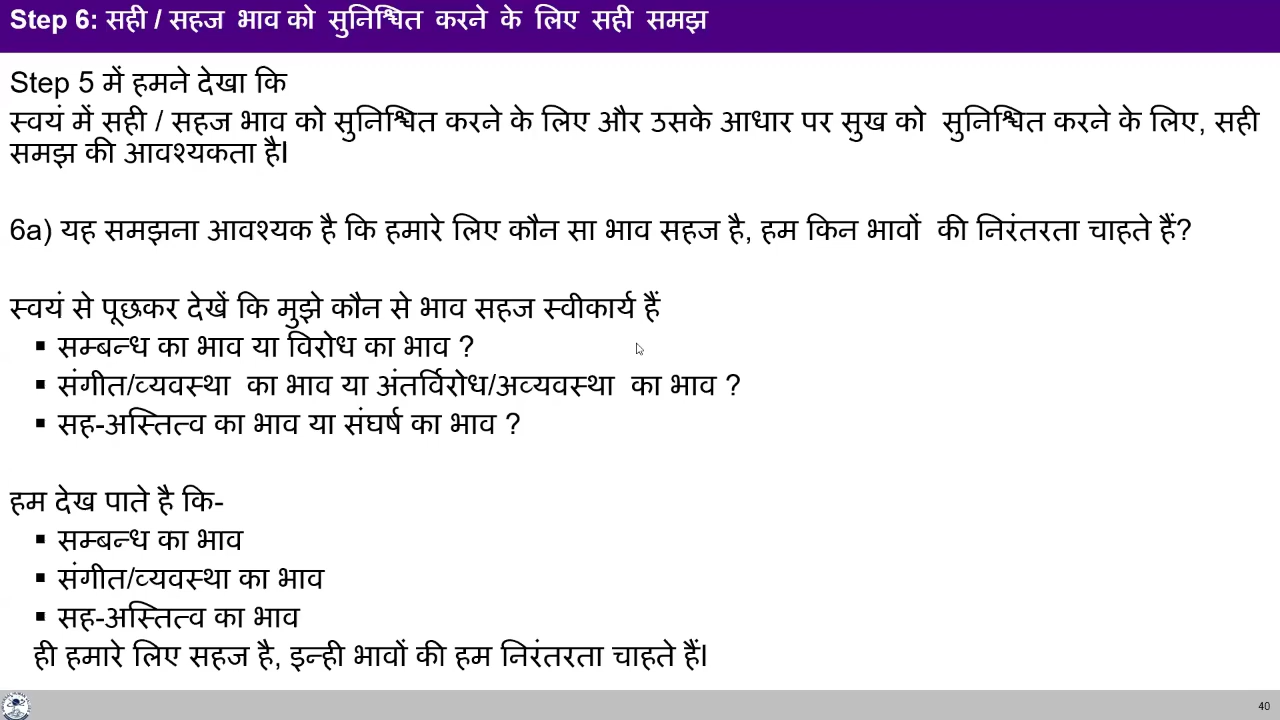 Step 6: सही / सहज भाव को सुनिश्चित करने के लिए सही समझ
Step 5 में हमने देखा कि
स्वयं में सही / सहज भाव को सुनिश्चित करने के लिए और उसके आधार पर सुख को सुनिश्चित करने के लिए, सही
समझ की आवश्यकता है।
6a) यह समझना आवश्यक है कि हमारे लिए कौन सा भाव सहज है, हम किन भावों की निरंतरता चाहते हैं?
स्वयं से पूछकर देखें कि मुझे कौन से भाव सहज स्वीकार्य हैं
▪ सम्बन्ध का भाव या विरोध का भाव ?
▪ संगीत/व्यवस्था का भाव या अंतर्विरोध/अव्यवस्था का भाव ?
▪ सह-अस्तित्व का भाव या संघर्ष का भाव ?
हम देख पाते है कि-
▪ सम्बन्ध का भाव
▪ संगीत/व्यवस्था का भाव
▪ सह-अस्तित्व का भाव
ही हमारे लिए सहज है, इन्ही भावों की हम निरंतरता चाहते हैं।
40